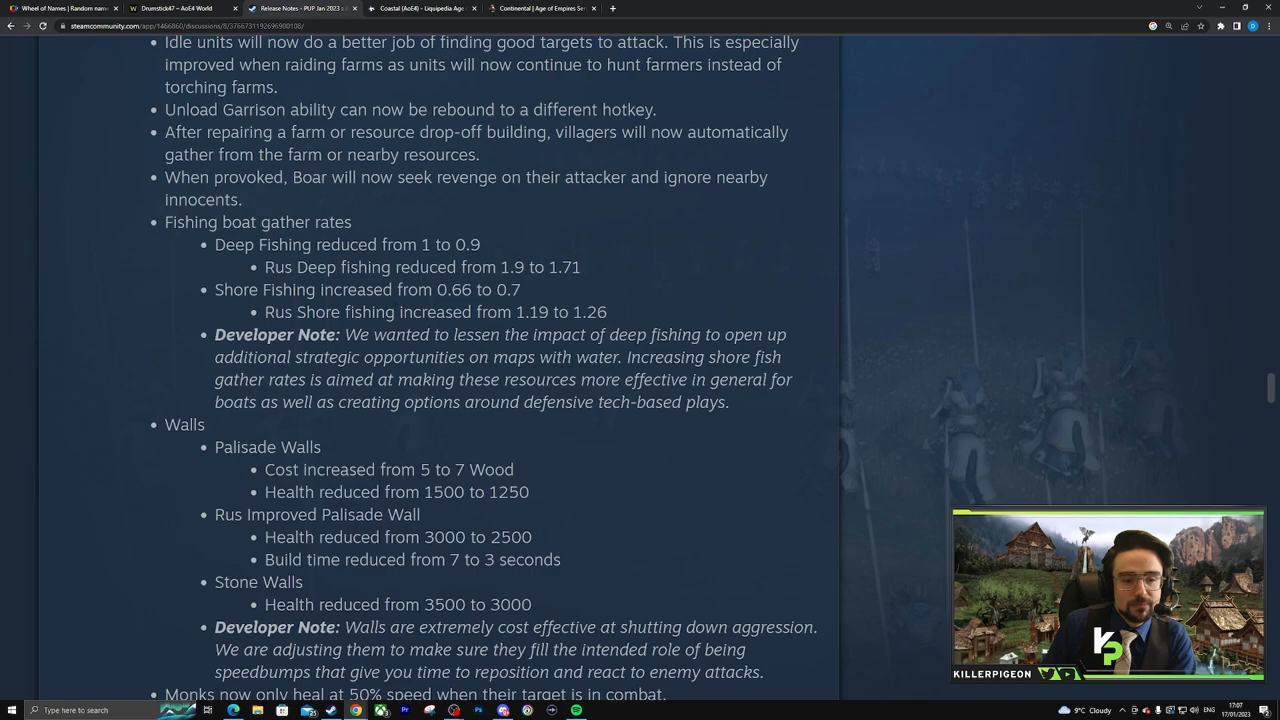 Wheel of Names | Random name
Drumstick47 – AoE4 World
Release Notes - PUP Jan 2023 s
Coastal (AoE4) - Liquipedia Age
Continental | Age of Empires Ser
steamcommunity.com/app/1466860/discussions/8/3766731192696900108/
Idle units will now do a better job of finding good targets to attack. This is especially
improved when raiding farms as units will now continue to hunt farmers instead of
torching farms.
Unload Garrison ability can now be rebound to a different hotkey.
After repairing a farm or resource drop-off building, villagers will now automatically
gather from the farm or nearby resources.
When provoked, Boar will now seek revenge on their attacker and ignore nearby
innocents.
Fishing boat gather rates
Deep Fishing reduced from 1 to 0.9
Rus Deep fishing reduced from 1.9 to 1.71
Shore Fishing increased from 0.66 to 0.7
Rus Shore fishing increased from 1.19 to 1.26
Developer Note: We wanted to lessen the impact of deep fishing to open up
additional strategic opportunities on maps with water. Increasing shore fish
gather rates is aimed at making these resources more effective in general for
boats as well as creating options around defensive tech-based plays.
Walls
Palisade Walls
Cost increased from 5 to 7 Wood
Health reduced from 1500 to 1250
Rus Improved Palisade Wall
Health reduced from 3000 to 2500
Build time reduced from 7 to 3 seconds
Stone Walls
Health reduced from 3500 to 3000
Developer Note: Walls are extremely cost effective at shutting down aggression.
We are adjusting them to make sure they fill the intended role of being
speedbumps that give you time to reposition and react to enemy attacks.
Monks now only heal at 50% speed when their target is in combat.
KP
KILLERPIGEON
Type here to search
9°C Cloudy
17:07
17/01/2023